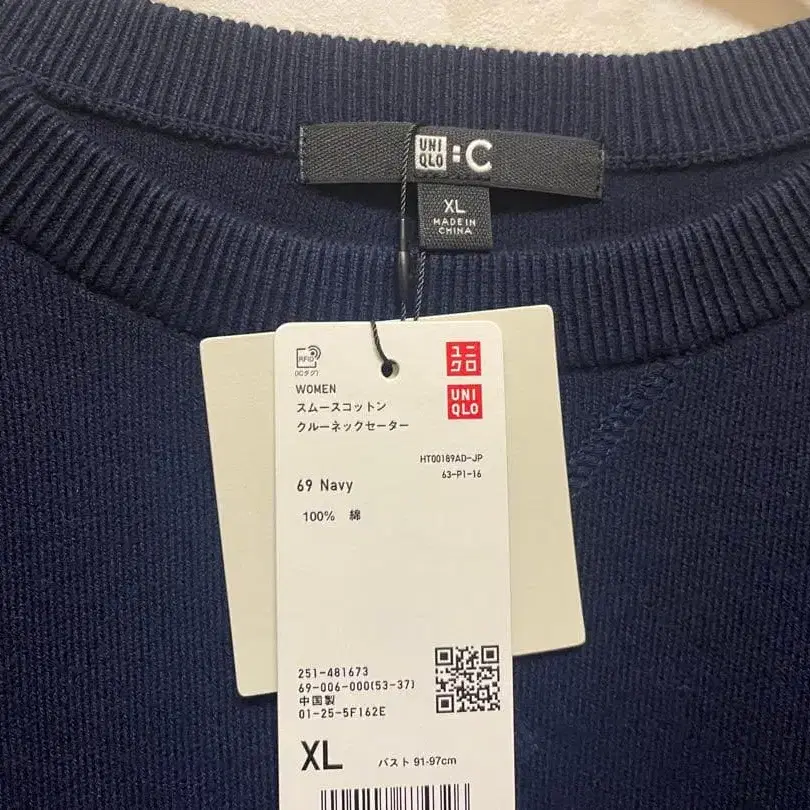 UNI
QLO :C
XL
MADE IN
CHINA
RFID
(ICタグ)
ユニ
クロ
UNI
QLO
WOMEN
スムースコットン
クルーネックセーター
HT00189AD-JP
63-P1-16
69 Navy
100% 綿
251-481673
69-006-000(53-37)
中国製
01-25-5F162E
XL バスト 91-97cm